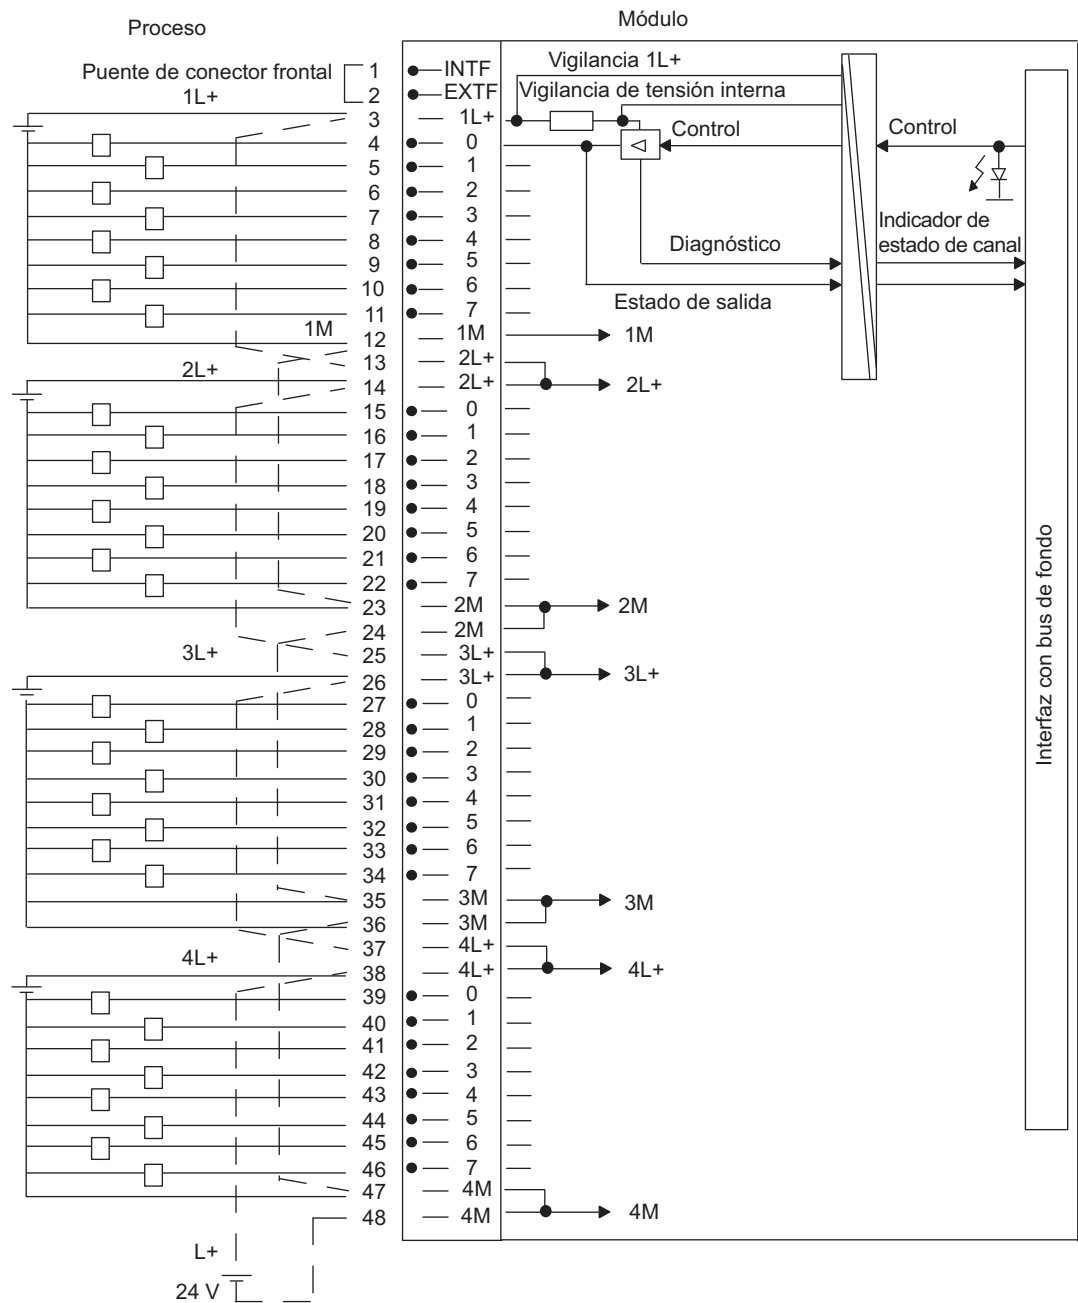 Proceso Módulo
Puente de conector frontal 1 INTF Vigilancia 1L+
2 EXTF Vigilancia de tensión interna
1L+ 3 1L+
4 0 Control Control
5 1
6 2
7 3 Indicador de
8 4 Diagnóstico estado de canal
9 5
10 6 Estado de salida
11 7
1M 12 1M 1M
13 2L+
2L+ 14 2L+ 2L+
15 0
16 1
17 2
18 3
19 4
20 5
21 6
22 7
23 2M 2M
24 2M
3L+ 25 3L+
26 3L+ 3L+
27 0
28 1
29 2
30 3
31 4
32 5
33 6
34 7
35 3M 3M
36 3M
37 4L+
4L+ 38 4L+ 4L+
39 0
40 1
41 2
42 3
43 4
44 5
45 6
46 7
47 4M
48 4M 4M
L+
24 V
Interfaz con bus de fondo